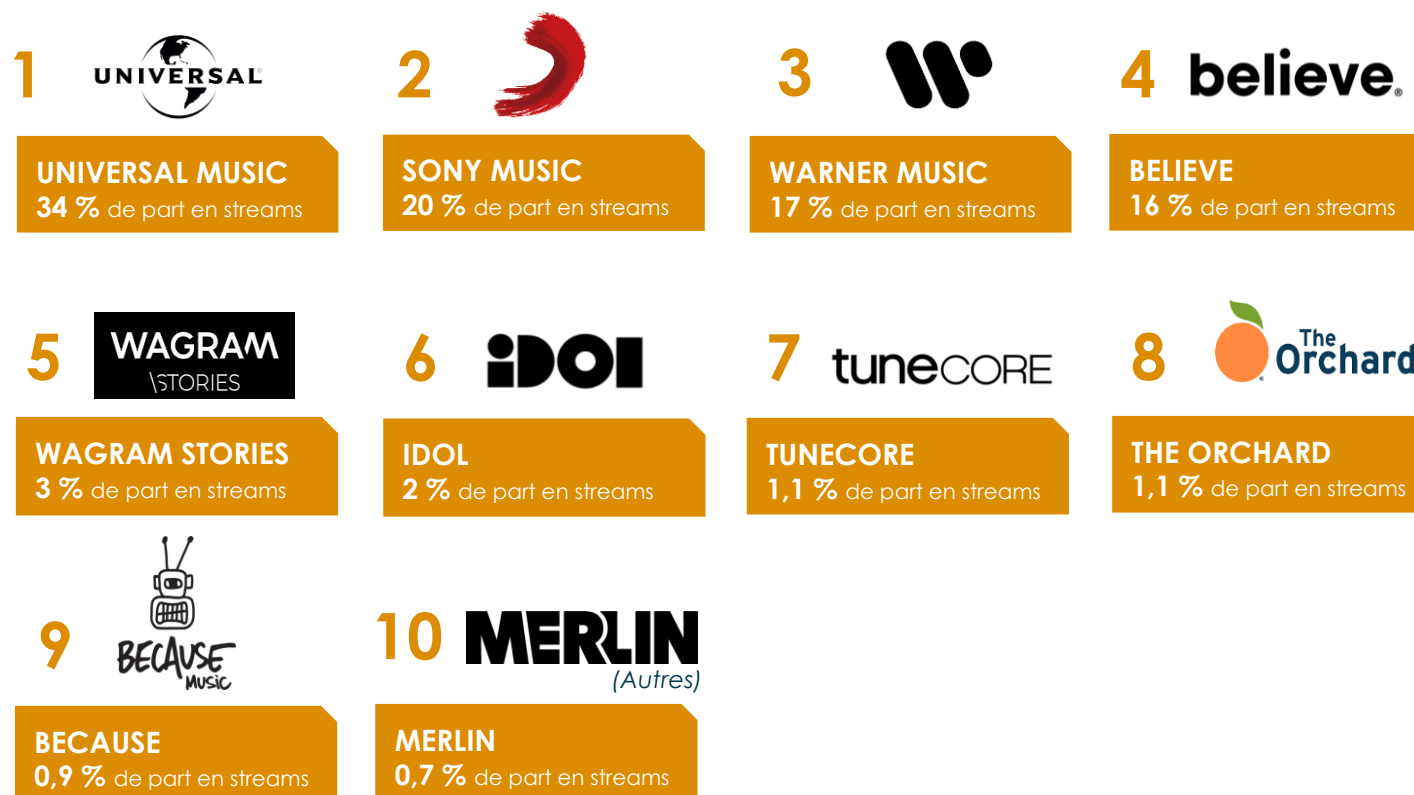 1
UNIVERSAL
UNIVERSAL MUSIC
34 % de part en streams
2
SONY MUSIC
20 % de part en streams
3
WARNER MUSIC
17 % de part en streams
4
believe®
BELIEVE
16 % de part en streams
5
WAGRAM
\STORIES
WAGRAM STORIES
3 % de part en streams
6
iDOl
IDOL
2 % de part en streams
7
tuneCORE
TUNECORE
1,1 % de part en streams
8
The
Orchard
THE ORCHARD
1,1 % de part en streams
9
BECAUSE
MUSIC
BECAUSE
0,9 % de part en streams
10
MERLIN
(Autres)
MERLIN
0,7 % de part en streams